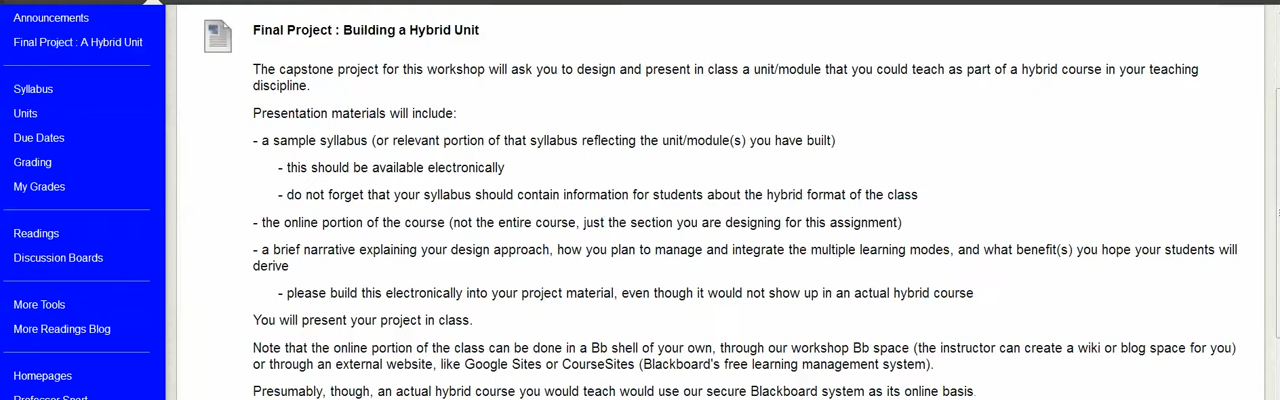 Announcements
Final Project : A Hybrid Unit
Syllabus
Units
Due Dates
Grading
My Grades
Readings
Discussion Boards
More Tools
More Readings Blog
Homepages
Professor Sport
Final Project : Building a Hybrid Unit
The capstone project for this workshop will ask you to design and present in class a unit/module that you could teach as part of a hybrid course in your teaching
discipline.
Presentation materials will include:
- a sample syllabus (or relevant portion of that syllabus reflecting the unit/module(s) you have built)
- this should be available electronically
- do not forget that your syllabus should contain information for students about the hybrid format of the class
- the online portion of the course (not the entire course, just the section you are designing for this assignment)
- a brief narrative explaining your design approach, how you plan to manage and integrate the multiple learning modes, and what benefit(s) you hope your students will
derive
- please build this electronically into your project material, even though it would not show up in an actual hybrid course
You will present your project in class.
Note that the online portion of the class can be done in a Bb shell of your own, through our workshop Bb space (the instructor can create a wiki or blog space for you)
or through an external website, like Google Sites or CourseSites (Blackboard's free learning management system).
Presumably, though, an actual hybrid course you would teach would use our secure Blackboard system as its online basis.